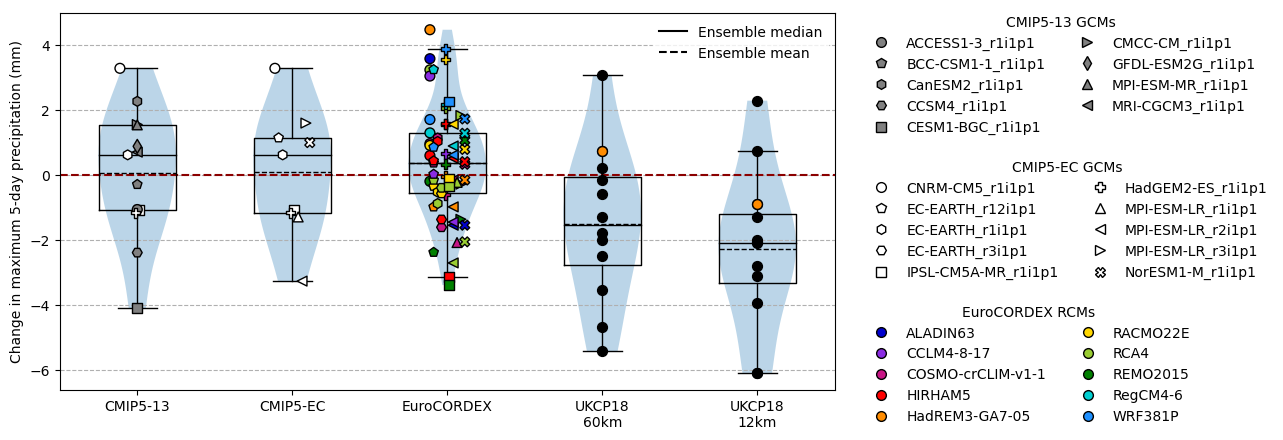 Change in maximum 5-day precipitation (mm)
4
2
0
−2
−4
−6
Ensemble median
Ensemble mean
CMIP5-13
CMIP5-EC
EuroCORDEX
UKCP18
60km
UKCP18
12km
CMIP5-13 GCMs
ACCESS1-3_r1i1p1
BCC-CSM1-1_r1i1p1
CanESM2_r1i1p1
CCSM4_r1i1p1
CESM1-BGC_r1i1p1
CMCC-CM_r1i1p1
GFDL-ESM2G_r1i1p1
MPI-ESM-MR_r1i1p1
MRI-CGCM3_r1i1p1
CMIP5-EC GCMs
CNRM-CM5_r1i1p1
EC-EARTH_r12i1p1
EC-EARTH_r1i1p1
EC-EARTH_r3i1p1
IPSL-CM5A-MR_r1i1p1
HadGEM2-ES_r1i1p1
MPI-ESM-LR_r1i1p1
MPI-ESM-LR_r2i1p1
MPI-ESM-LR_r3i1p1
NorESM1-M_r1i1p1
EuroCORDEX RCMs
ALADIN63
CCLM4-8-17
COSMO-crCLIM-v1-1
HIRHAM5
HadREM3-GA7-05
RACMO22E
RCA4
REMO2015
RegCM4-6
WRF381P